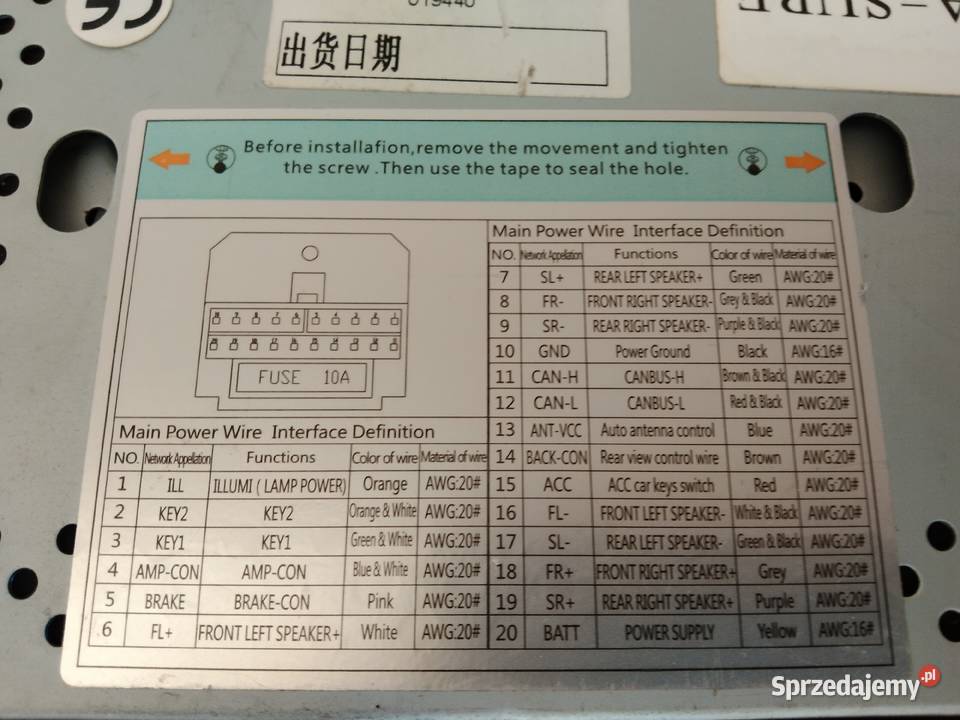 CE
019440
A-SURE
出货日期
Before installafion,remove the movement and tighten
the screw .Then use the tape to seal the hole.
FUSE 10A
Main Power Wire Interface Definition
NO. Network Appellation Functions Color of wire Material of wire
1 ILL ILLUMI ( LAMP POWER) Orange AWG:20#
2 KEY2 KEY2 Orange & White AWG:20#
3 KEY1 KEY1 Green & White AWG:20#
4 AMP-CON AMP-CON Blue & White AWG:20#
5 BRAKE BRAKE-CON Pink AWG:20#
6 FL+ FRONT LEFT SPEAKER+ White AWG:20#
Main Power Wire Interface Definition
NO. Network Appellation Functions Color of wire Material of wire
7 SL+ REAR LEFT SPEAKER+ Green AWG:20#
8 FR- FRONT RIGHT SPEAKER- Grey & Black AWG:20#
9 SR- REAR RIGHT SPEAKER- Purple & Black AWG:20#
10 GND Power Ground Black AWG:16#
11 CAN-H CANBUS-H Brown & Black AWG:20#
12 CAN-L CANBUS-L Red & Black AWG:20#
13 ANT-VCC Auto antenna control Blue AWG:20#
14 BACK-CON Rear view control wire Brown AWG:20#
15 ACC ACC car keys switch Red AWG:20#
16 FL- FRONT LEFT SPEAKER- White & Black AWG:20#
17 SL- REAR LEFT SPEAKER- Green & Black AWG:20#
18 FR+ FRONT RIGHT SPEAKER+ Grey AWG:20#
19 SR+ REAR RIGHT SPEAKER+ Purple AWG:20#
20 BATT POWER SUPPLY Yellow AWG:16#
Sprzedajemy.pl